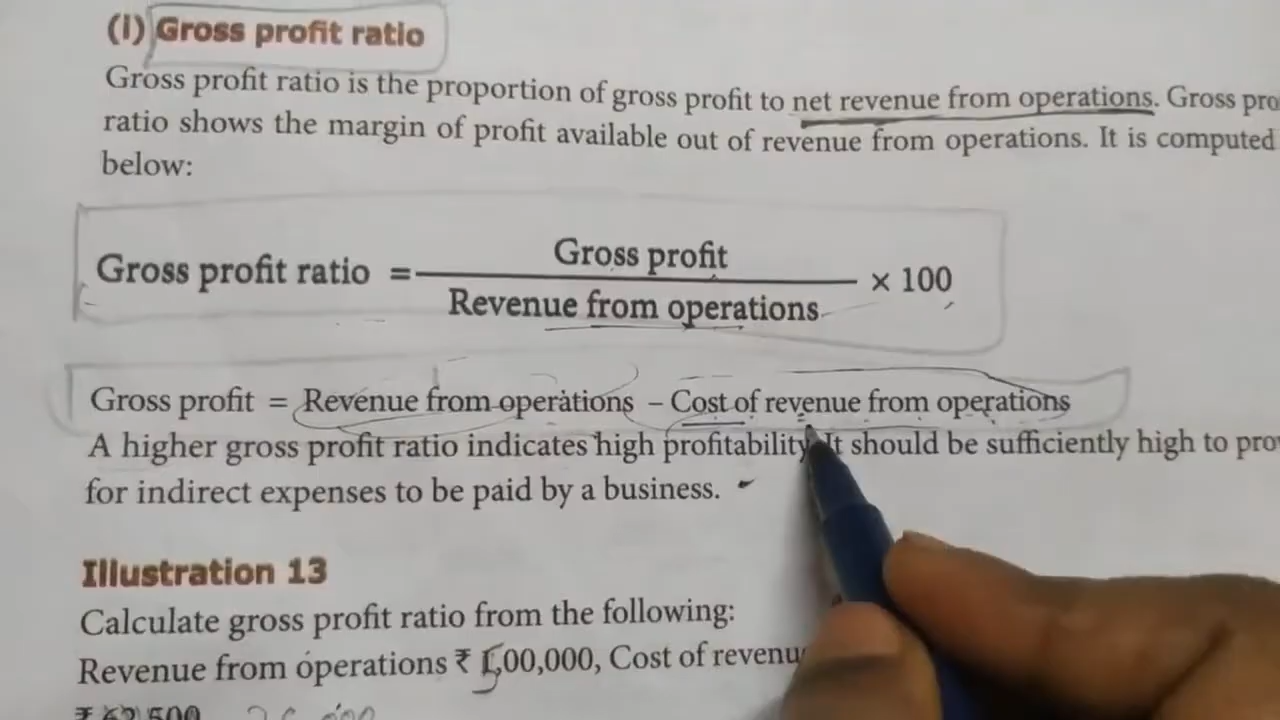 (i) Gross profit ratio
Gross profit ratio is the proportion of gross profit to net revenue from operations. Gross pro
ratio shows the margin of profit available out of revenue from operations. It is computed
below:
Gross profit ratio = Gross profit
Revenue from operations × 100
Gross profit = Revenue from operations – Cost of revenue from operations
A higher gross profit ratio indicates high profitability. It should be sufficiently high to pro
for indirect expenses to be paid by a business.
Illustration 13
Calculate gross profit ratio from the following:
Revenue from operations ₹ 1,00,000, Cost of revenu